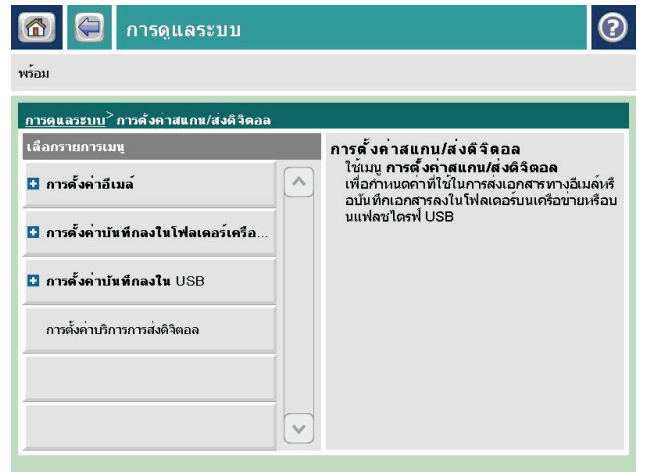 การดูแลระบบ
?
พร้อม
การดูแลระบบ > การตั้งค่าสแกน/ส่งดิจิตอล
เลือกรายการเมนู
การตั้งค่าอีเมล์
การตั้งค่าบันทึกลงในโฟลเดอร์เครือ...
การตั้งค่าบันทึกลงใน USB
การตั้งค่าบริการการส่งดิจิตอล
การตั้งค่าสแกน/ส่งดิจิตอล
ใช้เมนู การตั้งค่าสแกน/ส่งดิจิตอล
เพื่อกำหนดค่าที่ใช้ในการส่งเอกสารทางอีเมล์หรื
อบันทึกเอกสารลงในโฟลเดอร์บนเครือข่ายหรือบ
นแฟลชไดรฟ์ USB